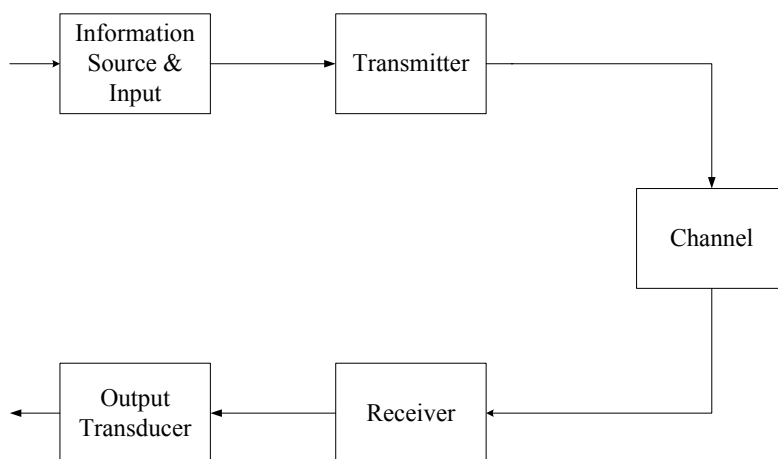 Information
Source &
Input
Transmitter
Channel
Receiver
Output
Transducer